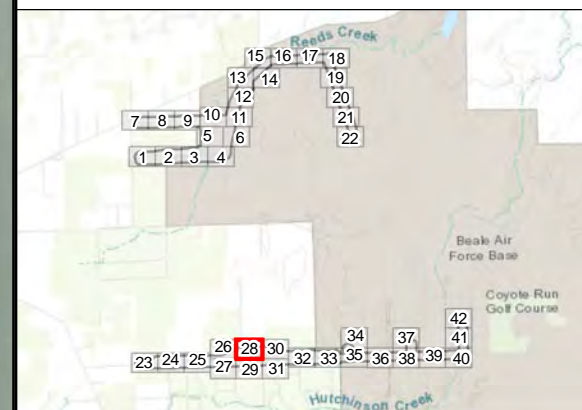 Reeds Creek
15 16 17 18
13 14 19
12 20
7 8 9 10 11 21
5 6 22
1 2 3 4
Beale Air
Force Base
Coyote Run
Golf Course
42
34 37 41
26 28 30 35
23 24 25 32 33 36 38 39 40
27 29 31
Hutchinson Creek